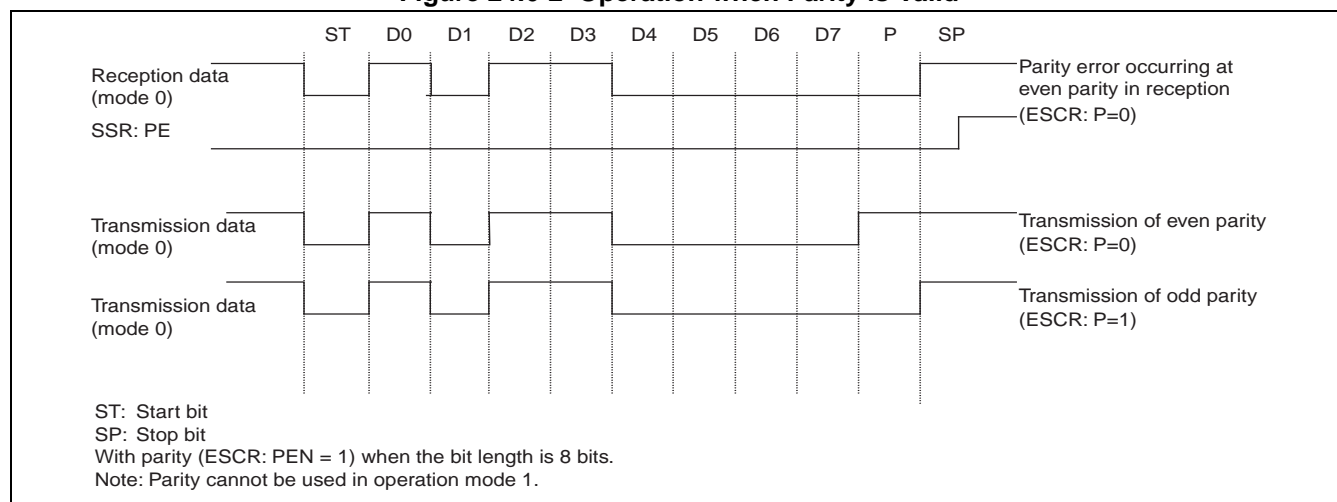 Operation when Parity is Valid
ST D0 D1 D2 D3 D4 D5 D6 D7 P SP
Reception data
(mode 0)
Parity error occurring at
even parity in reception
(ESCR: P=0)
SSR: PE
Transmission data
(mode 0)
Transmission of even parity
(ESCR: P=0)
Transmission data
(mode 0)
Transmission of odd parity
(ESCR: P=1)
ST: Start bit
SP: Stop bit
With parity (ESCR: PEN = 1) when the bit length is 8 bits.
Note: Parity cannot be used in operation mode 1.